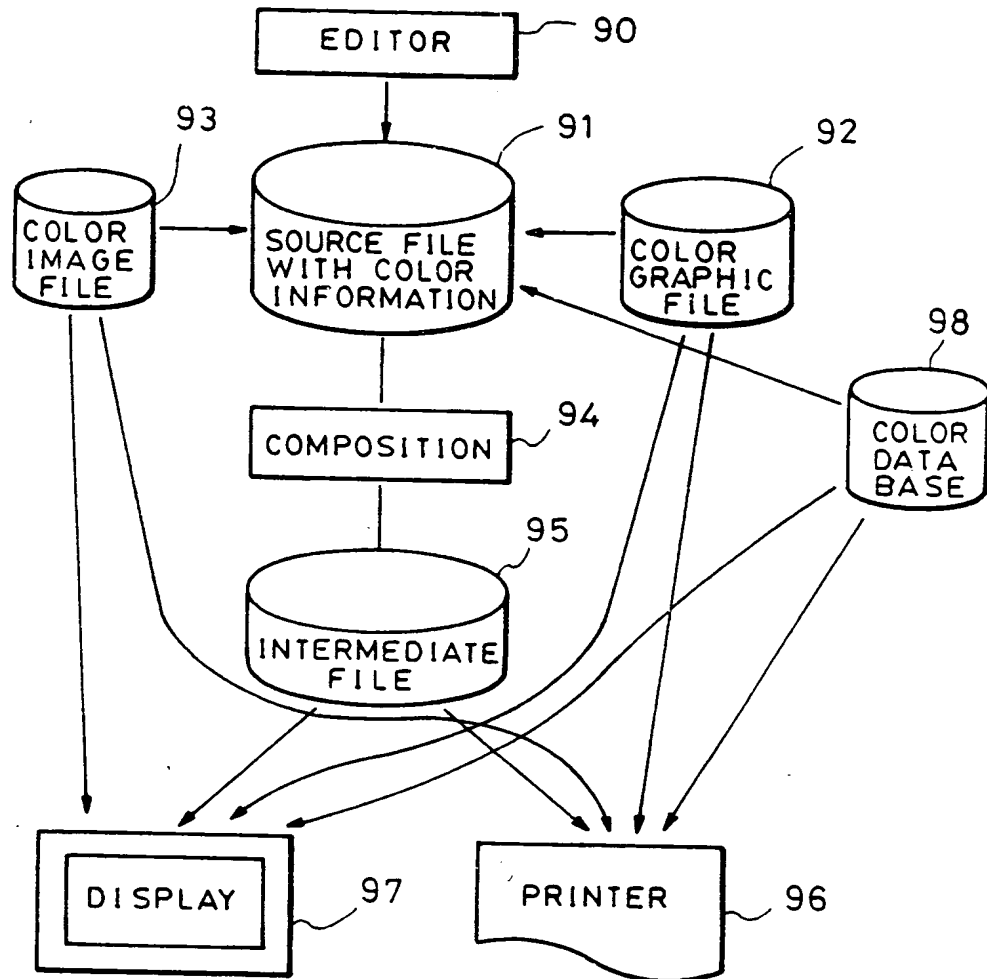 EDITOR
90
93
91
92
COLOR
IMAGE
FILE
SOURCE FILE
WITH COLOR
INFORMATION
COLOR
GRAPHIC
FILE
98
COLOR
DATA
BASE
COMPOSITION
94
95
INTERMEDIATE
FILE
DISPLAY
97
PRINTER
96